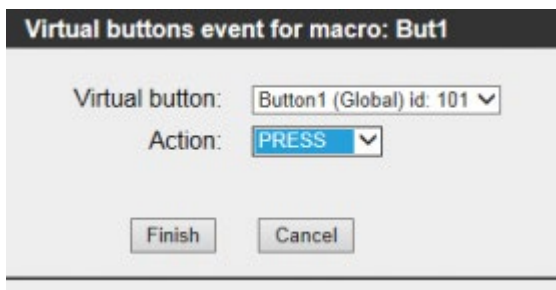 Virtual buttons event for macro: But1
Virtual button: Button1 (Global) id: 101
Action: PRESS
Finish Cancel